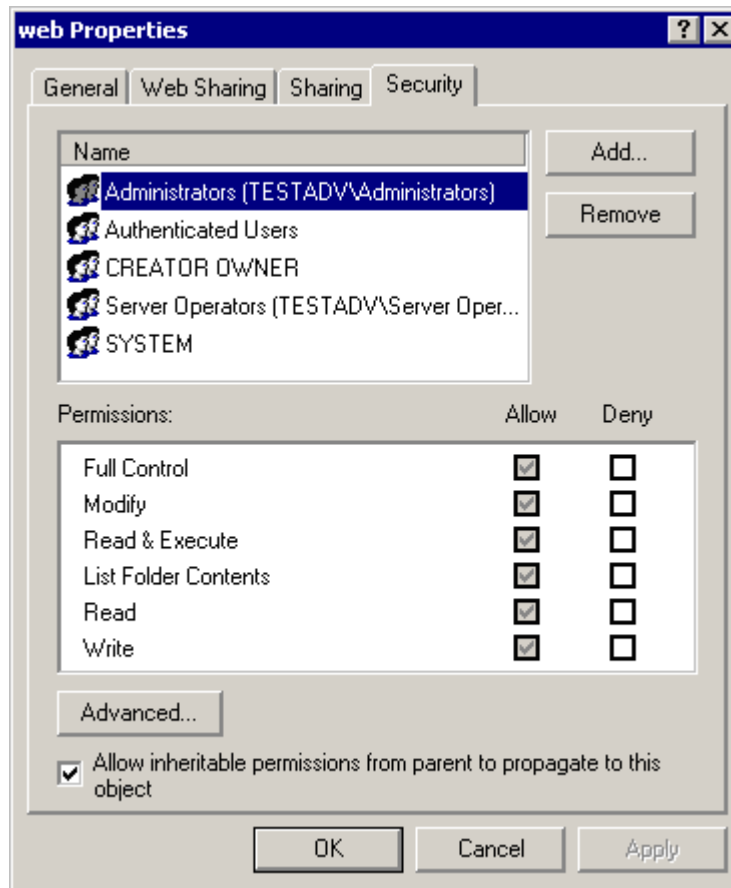 web Properties
General Web Sharing Sharing Security
Name
Add...
Administrators (TESTADV\Administrators)
Remove
Authenticated Users
CREATOR OWNER
Server Operators (TESTADV\Server Oper...
SYSTEM
Permissions: Allow Deny
Full Control
Modify
Read & Execute
List Folder Contents
Read
Write
Advanced...
Allow inheritable permissions from parent to propagate to this
object
OK Cancel Apply